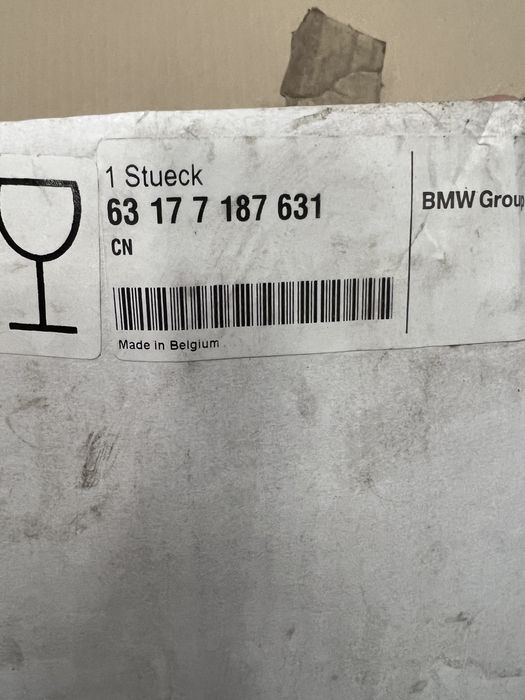 1 Stueck
63 17 7 187 631
CN
Made in Belgium
BMW Group